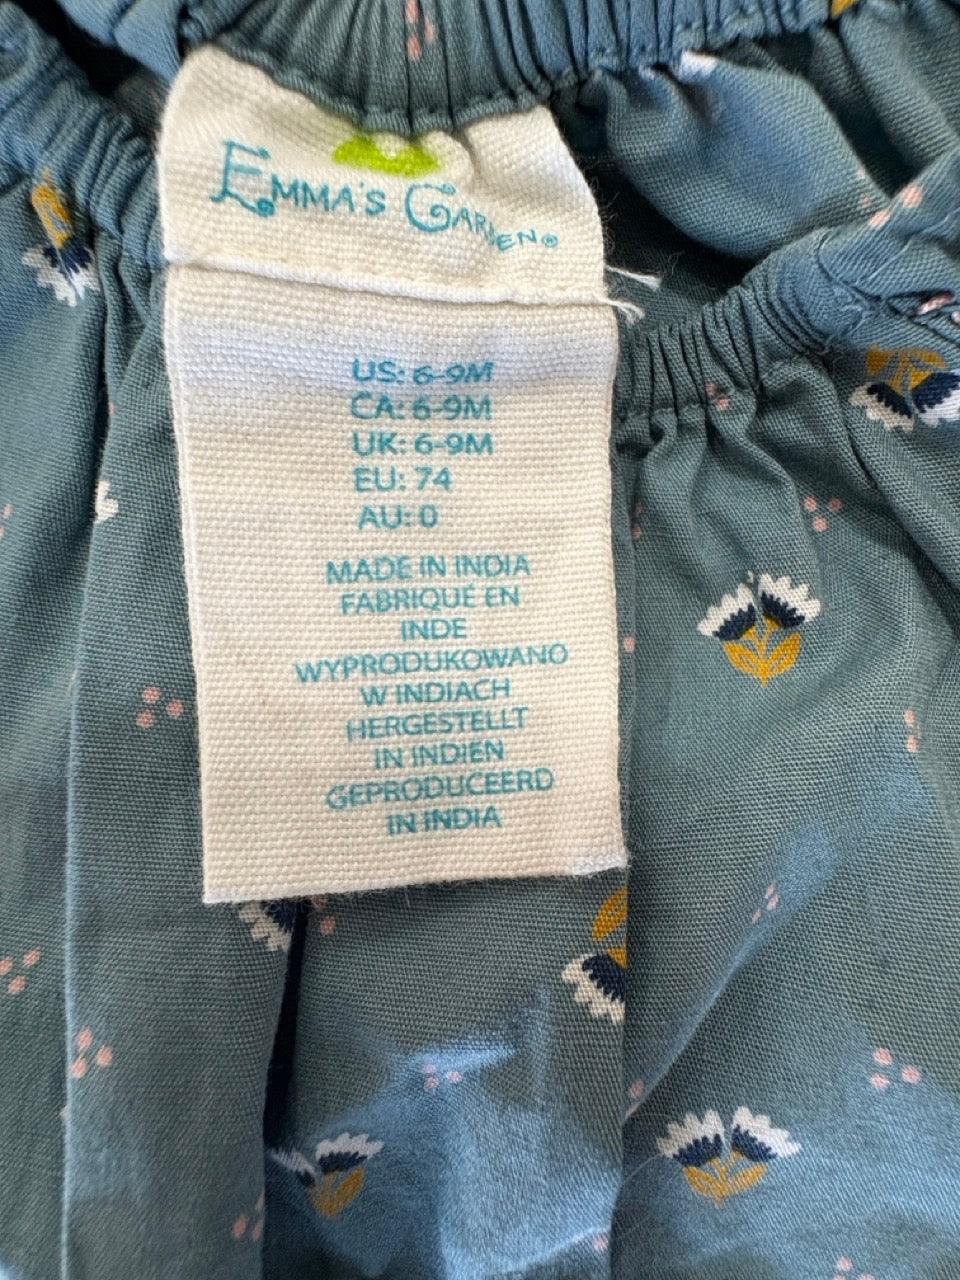 EMMA'S GARDEN®
US: 6-9M
CA: 6-9M
UK: 6-9M
EU: 74
AU: 0
MADE IN INDIA
FABRIQUÉ EN
INDE
WYPRODUKOWANO
W INDIACH
HERGESTELLT
IN INDIEN
GEPRODUCEERD
IN INDIA